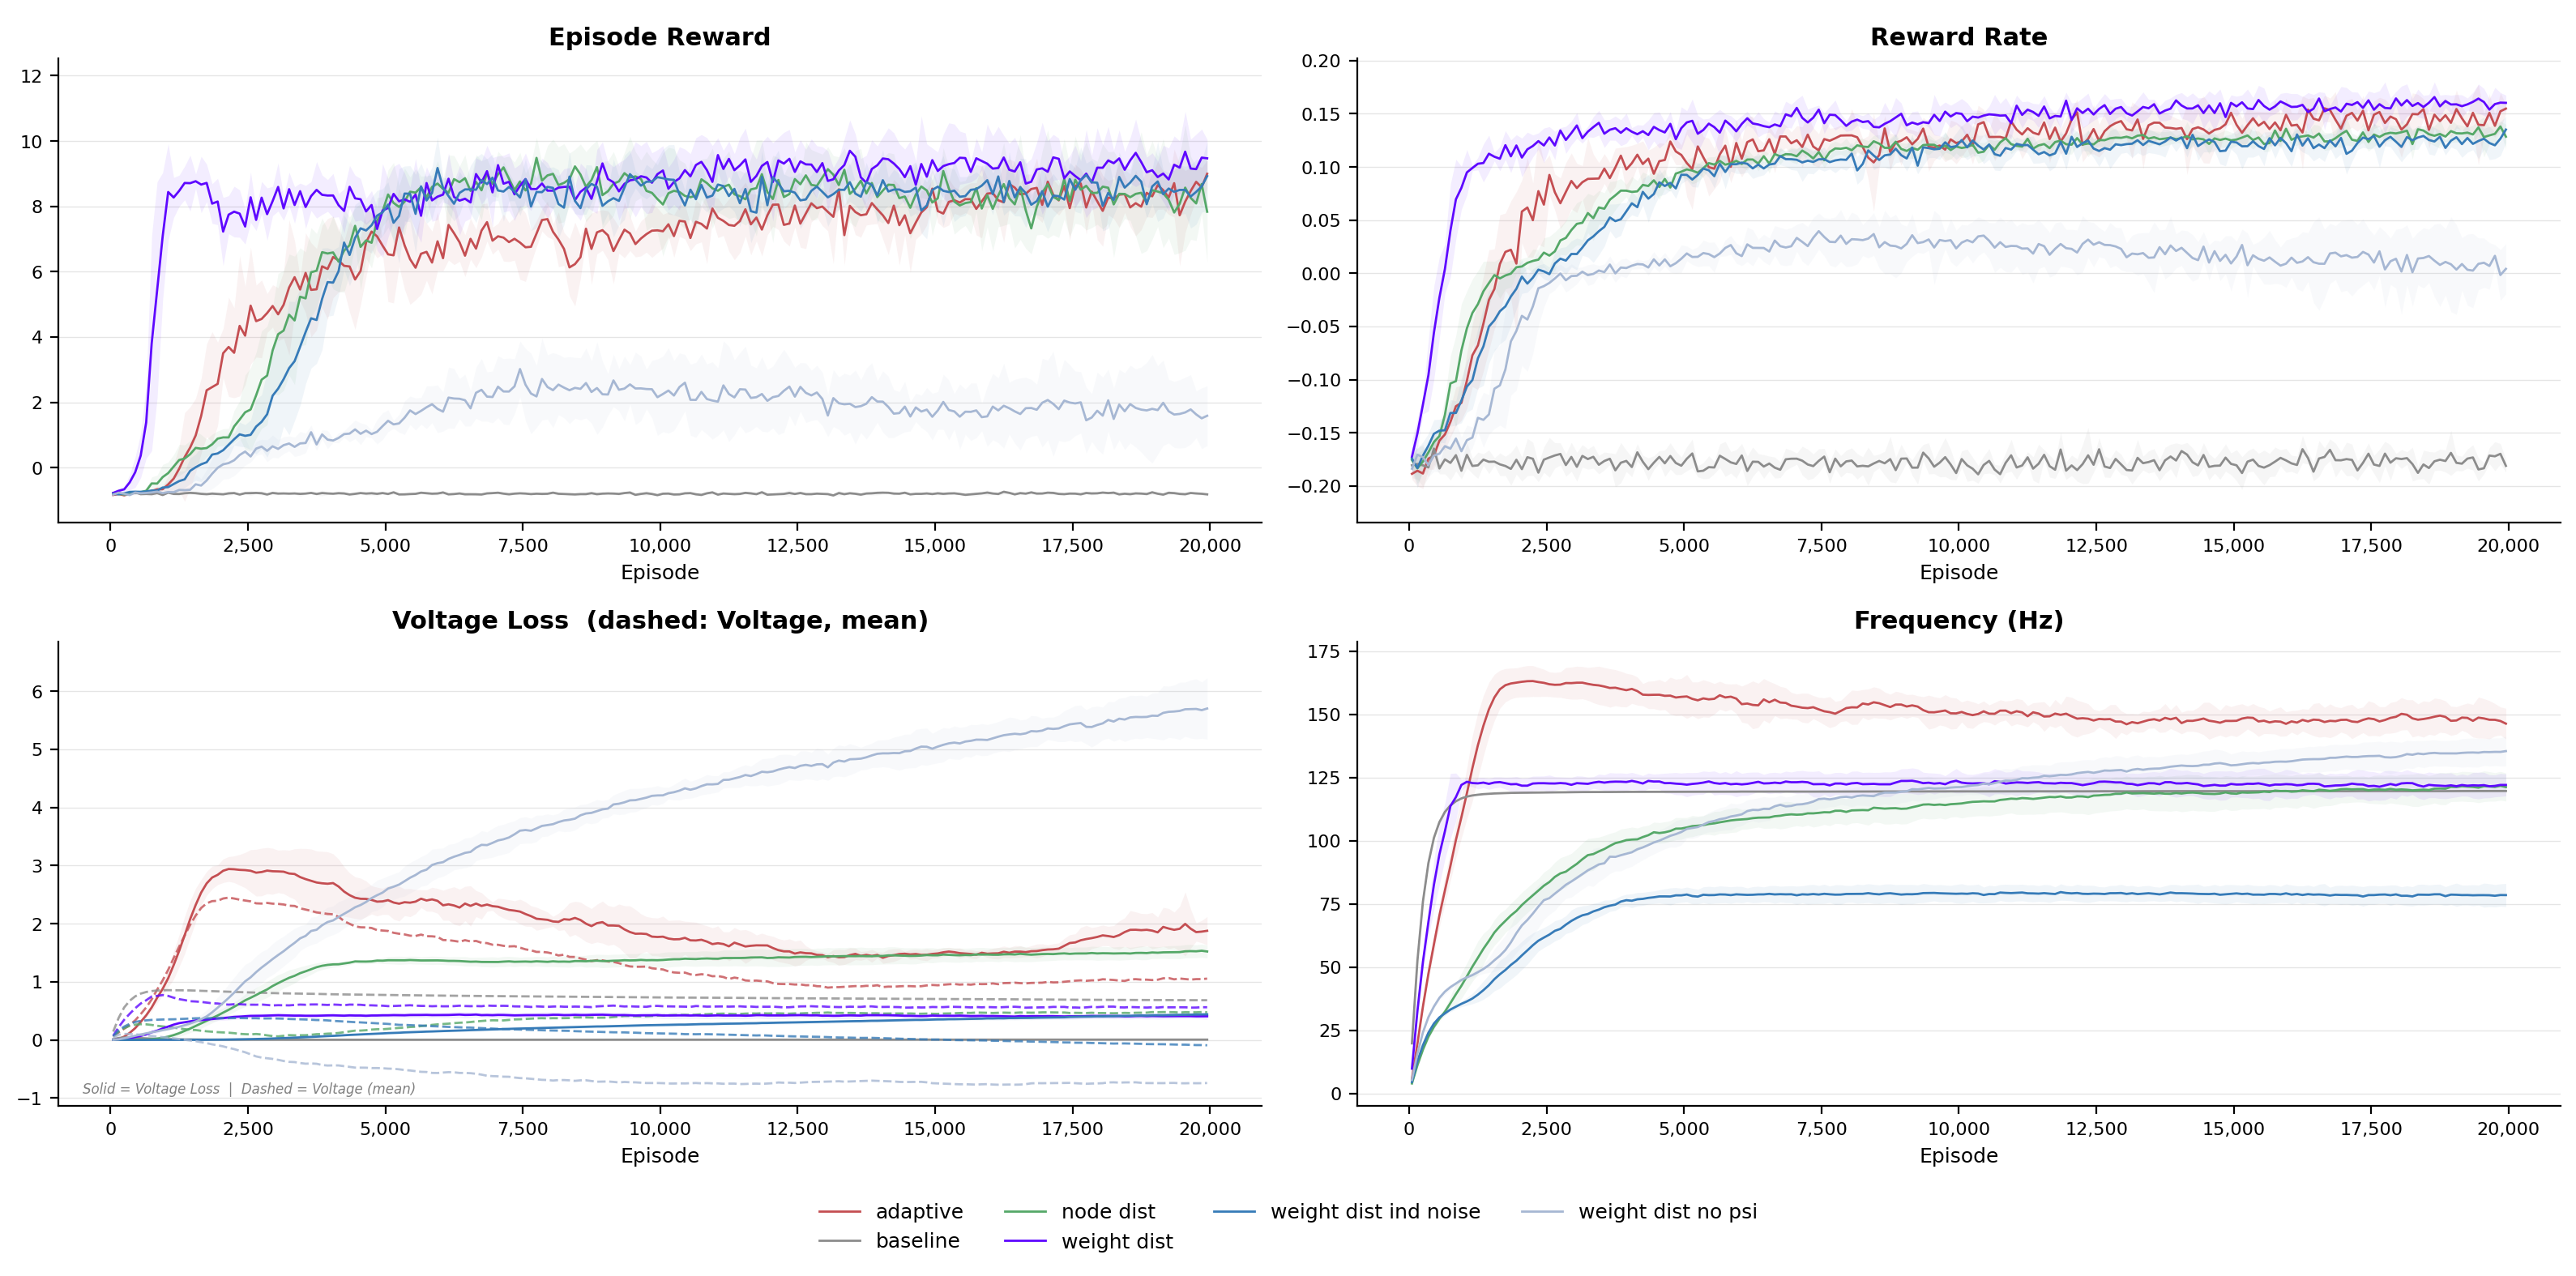 Episode Reward
12
10
8
6
4
2
0
0 2,500 5,000 7,500 10,000 12,500 15,000 17,500 20,000
Episode
Reward Rate
0.20
0.15
0.10
0.05
0.00
−0.05
−0.10
−0.15
−0.20
0 2,500 5,000 7,500 10,000 12,500 15,000 17,500 20,000
Episode
Voltage Loss (dashed: Voltage, mean)
6
5
4
3
2
1
0
−1
Solid = Voltage Loss | Dashed = Voltage (mean)
0 2,500 5,000 7,500 10,000 12,500 15,000 17,500 20,000
Episode
Frequency (Hz)
175
150
125
100
75
50
25
0
0 2,500 5,000 7,500 10,000 12,500 15,000 17,500 20,000
Episode
adaptive node dist weight dist ind noise weight dist no psi
baseline weight dist